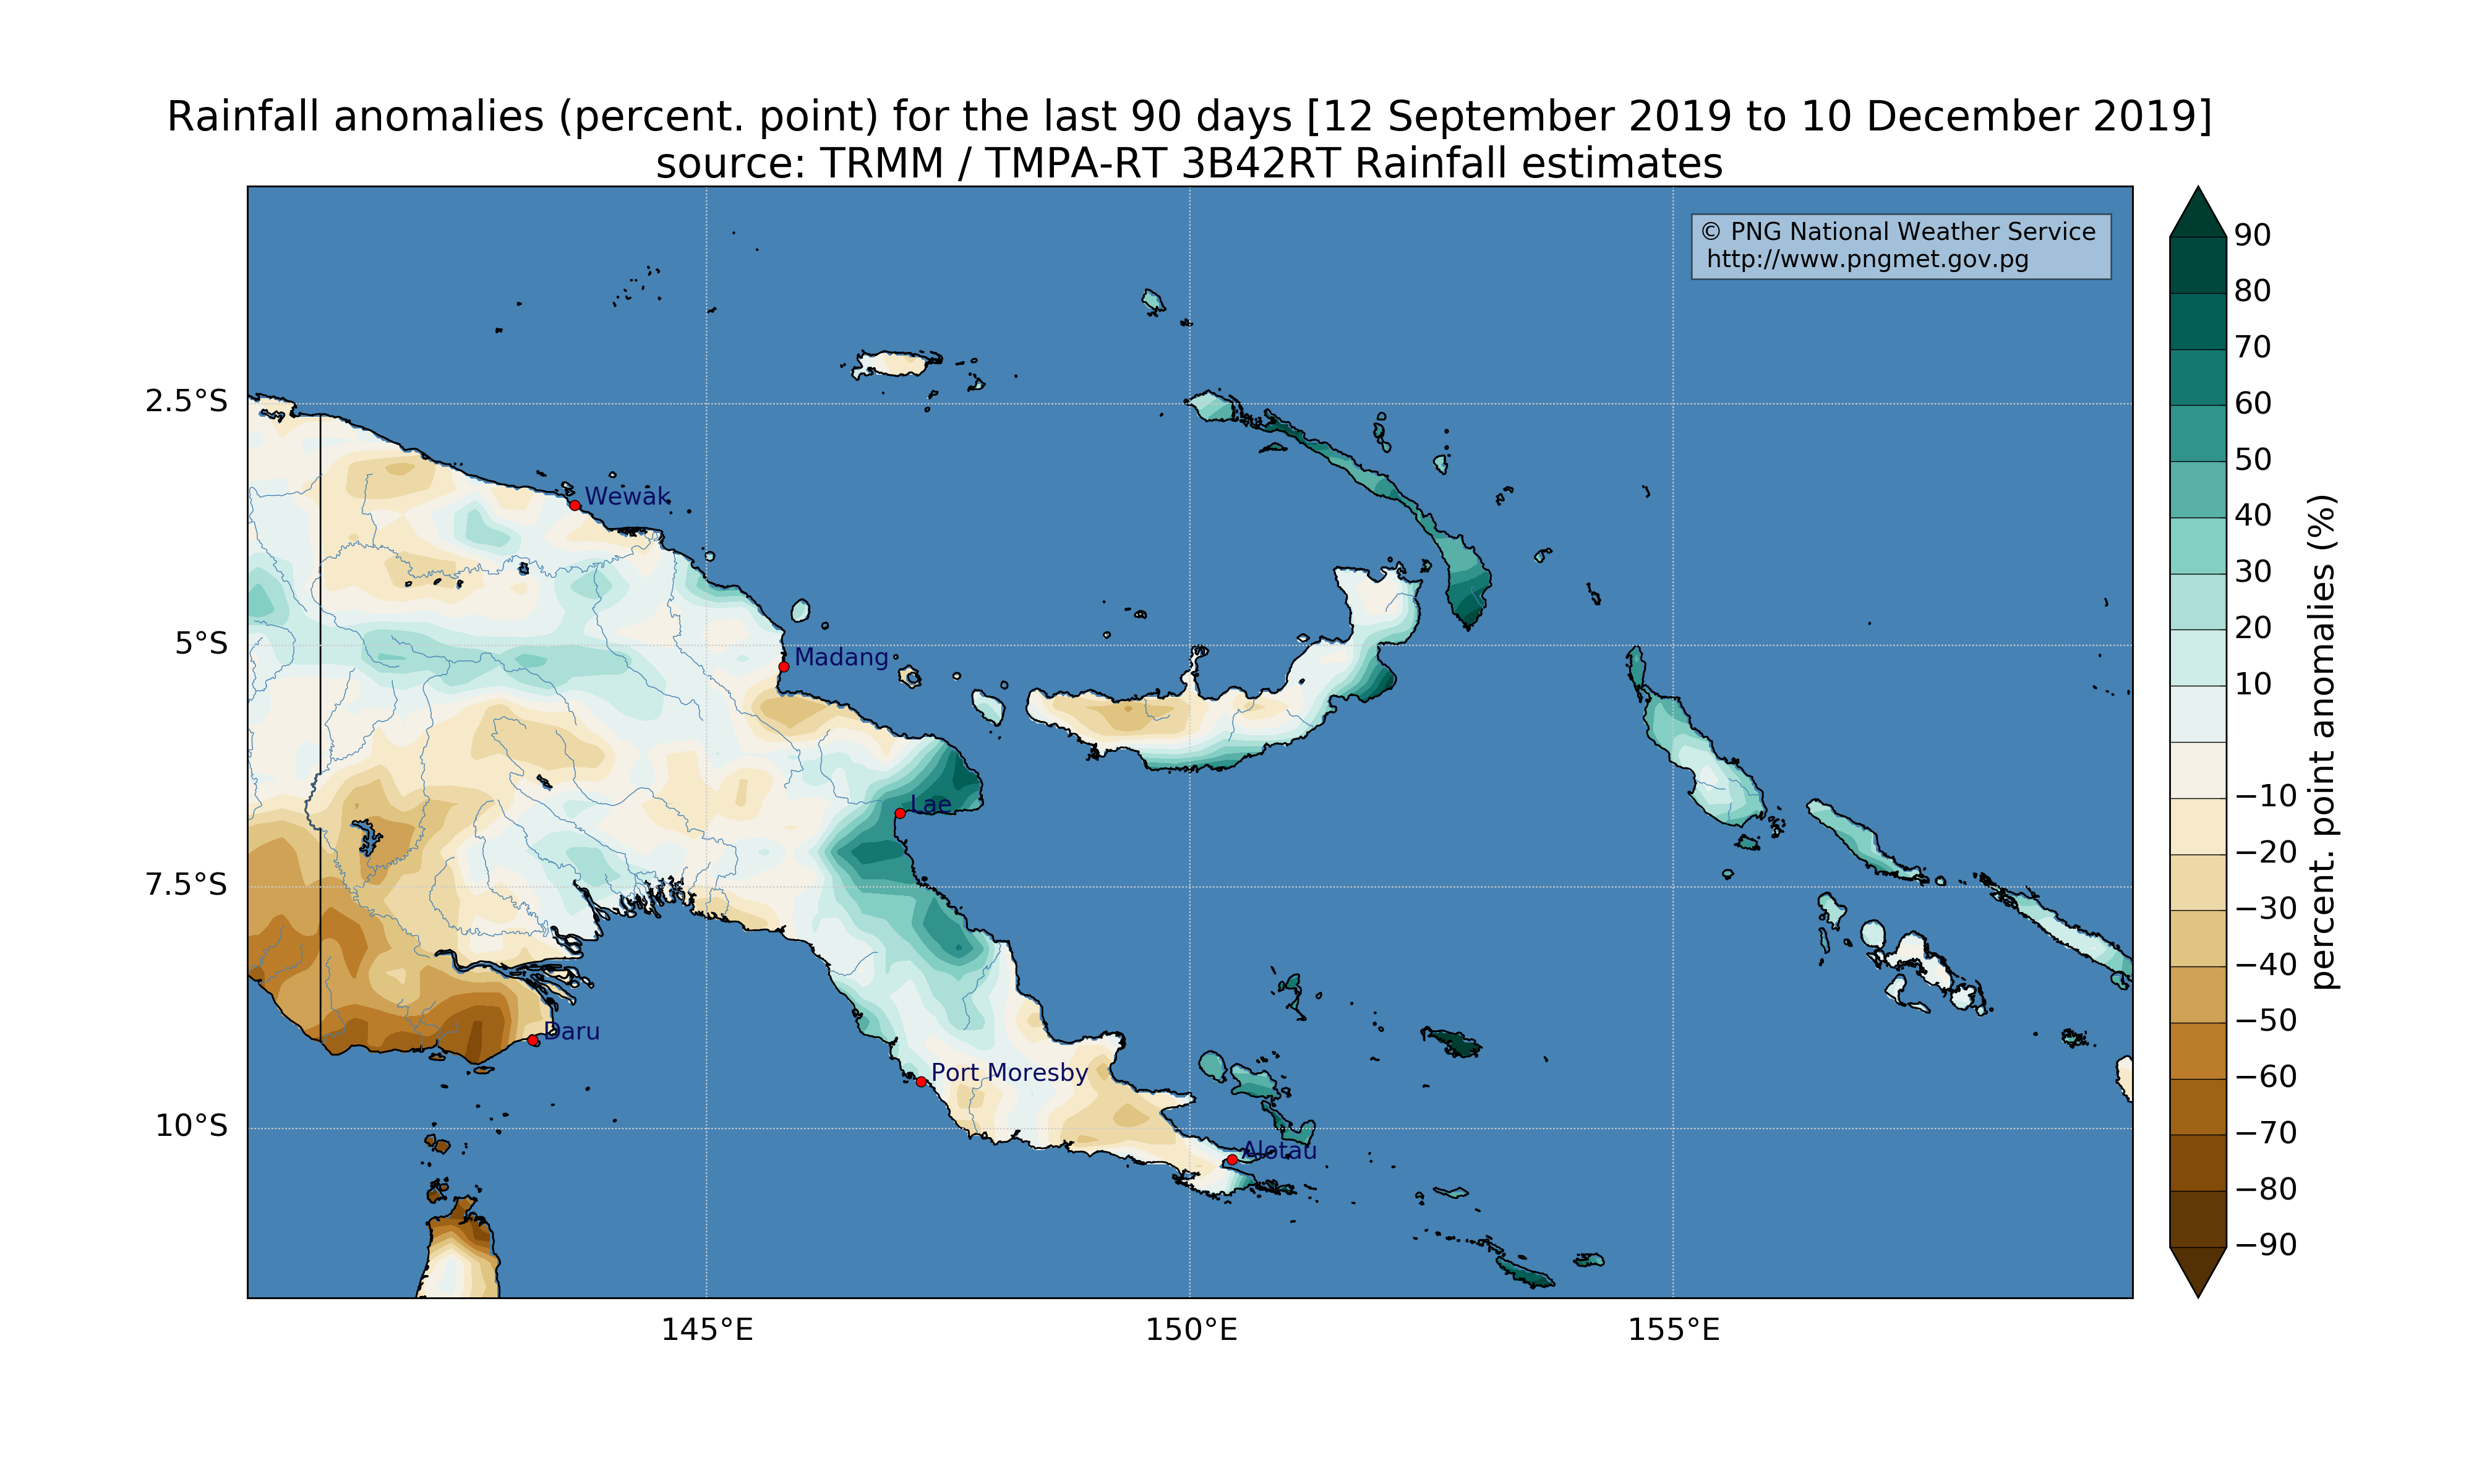 Rainfall anomalies (percent. point) for the last 90 days [12 September 2019 to 10 December 2019]
source: TRMM / TMPA-RT 3B42RT Rainfall estimates
© PNG National Weather Service
http://www.pngmet.gov.pg
2.5°S
5°S
7.5°S
10°S
145°E
150°E
155°E
Wewak
Madang
Lae
Daru
Port Moresby
Alotau
90
80
70
60
50
40
30
20
10
−10
−20
−30
−40
−50
−60
−70
−80
−90
percent. point anomalies (%)